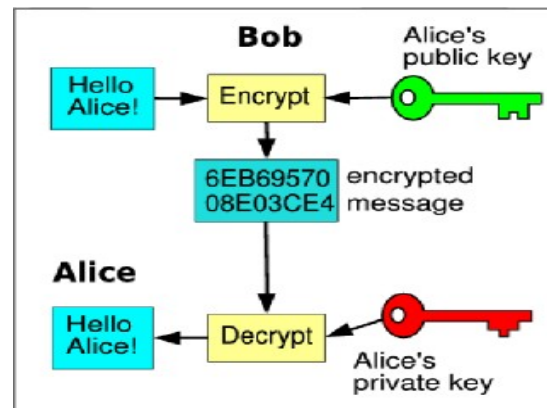 Bob
Alice's
public key
Hello
Alice!
Encrypt
6EB69570
08E03CE4
encrypted
message
Alice
Hello
Alice!
Decrypt
Alice's
private key